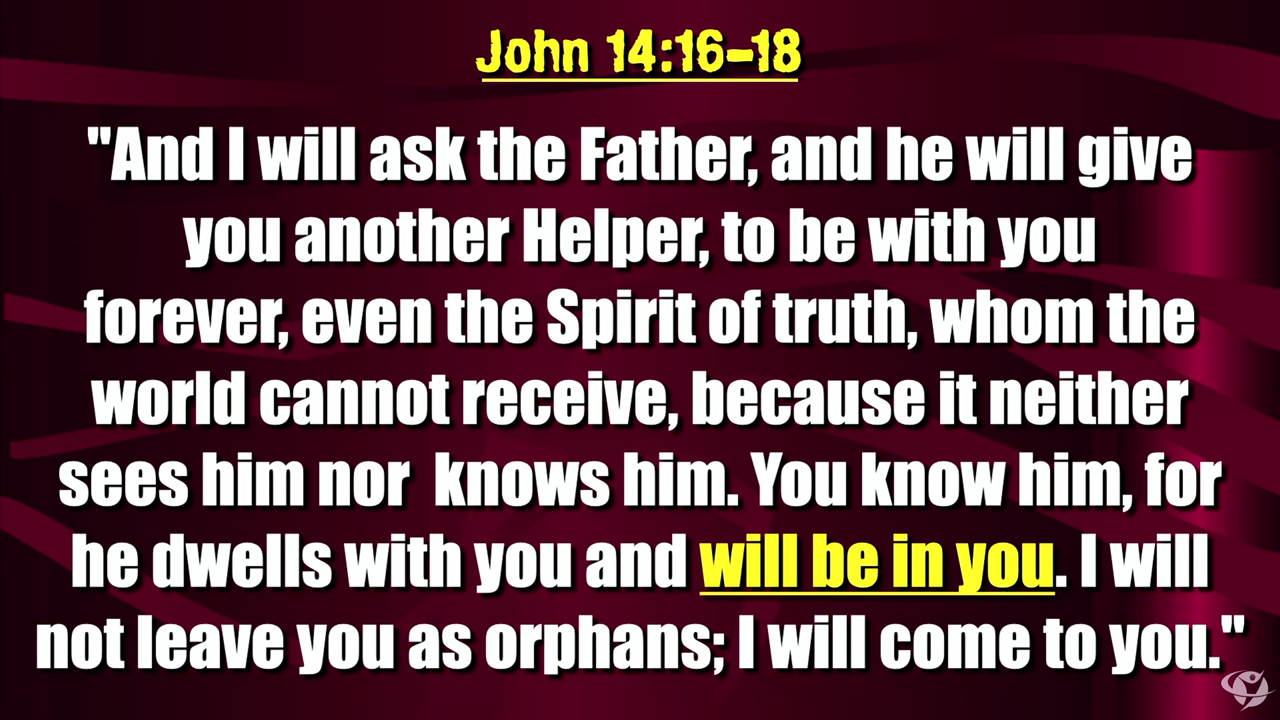 John 14:16–18
"And I will ask the Father, and he will give
you another Helper, to be with you
forever, even the Spirit of truth, whom the
world cannot receive, because it neither
sees him nor  knows him. You know him, for
he dwells with you and will be in you. I will
not leave you as orphans; I will come to you."